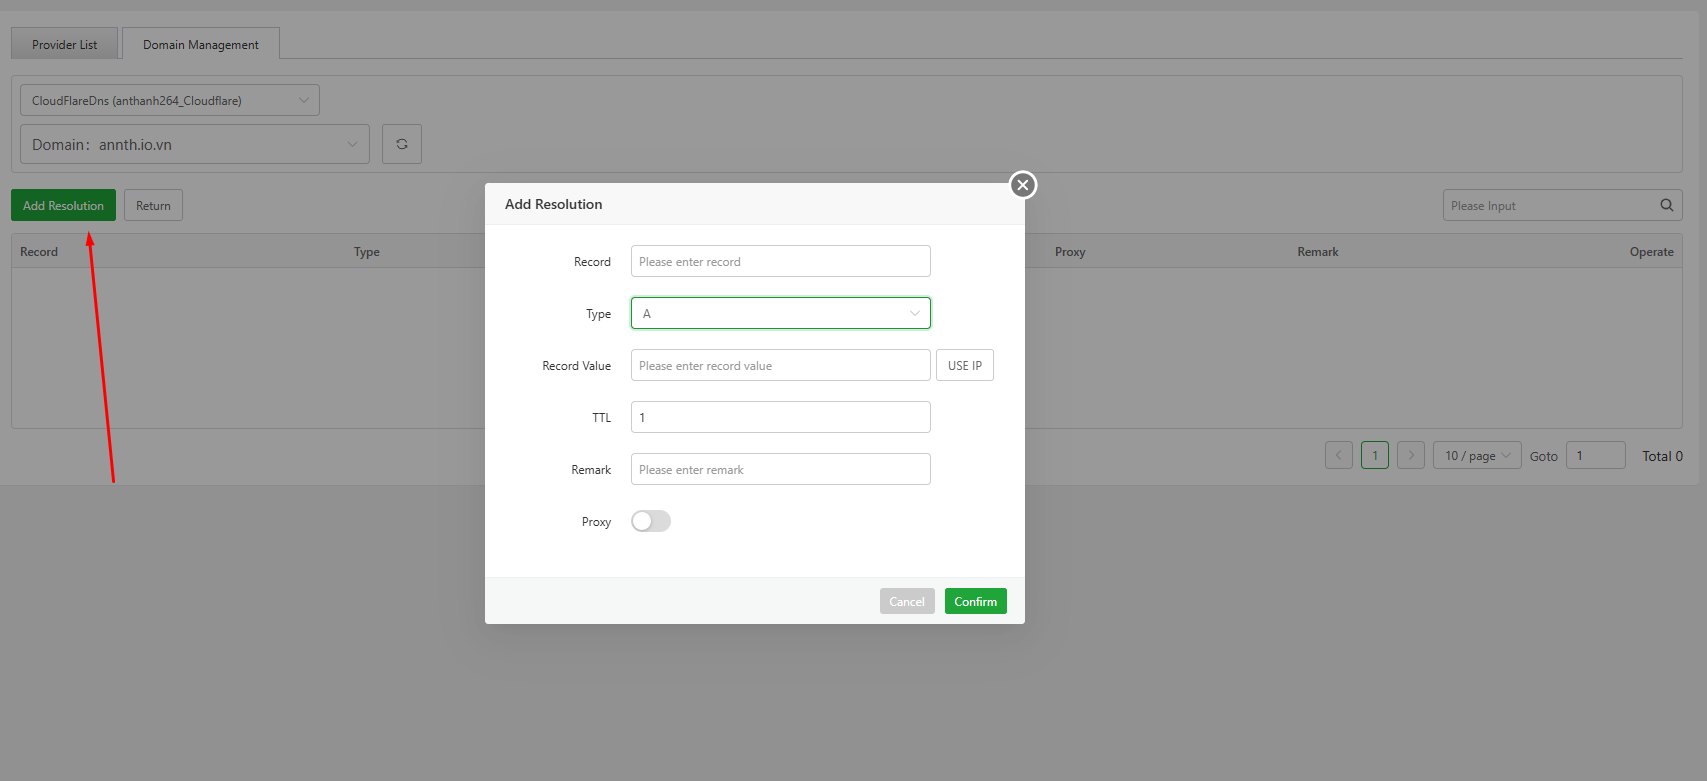 Provider List
Domain Management
CloudFlareDns (anthanh264_Cloudflare)
Domain： annth.io.vn
Add Resolution
Return
Please Input
Record
Type
Proxy
Remark
Operate
Add Resolution
Record
Please enter record
Type
A
Record Value
Please enter record value
USE IP
TTL
1
Remark
Please enter remark
Proxy
Cancel
Confirm
1
10 / page
Goto
1
Total 0